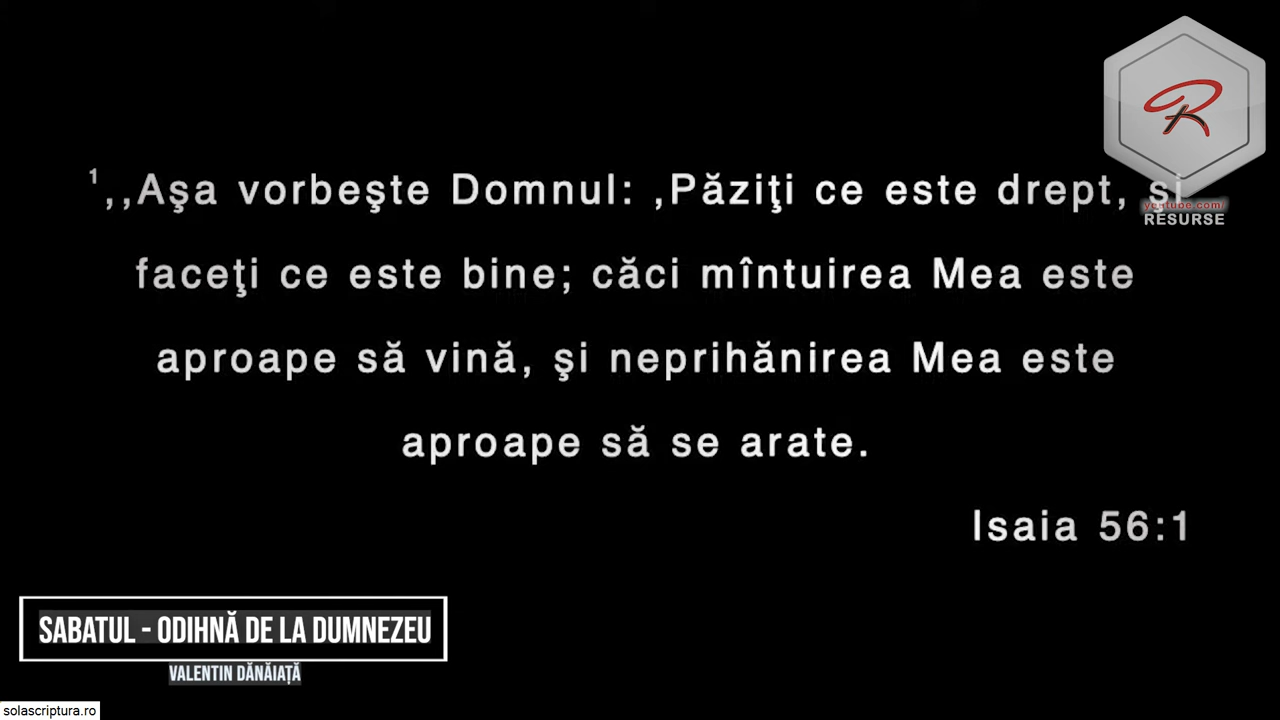 ¹,,Aşa vorbeşte Domnul: ,Păziţi ce este drept, şi
faceţi ce este bine; căci mîntuirea Mea este
aproape să vină, şi neprihănirea Mea este
aproape să se arate.
Isaia 56:1
R
youtube.com/
RESURSE
SABATUL - ODIHNĂ DE LA DUMNEZEU
VALENTIN DĂNĂIAȚĂ
solascriptura.ro